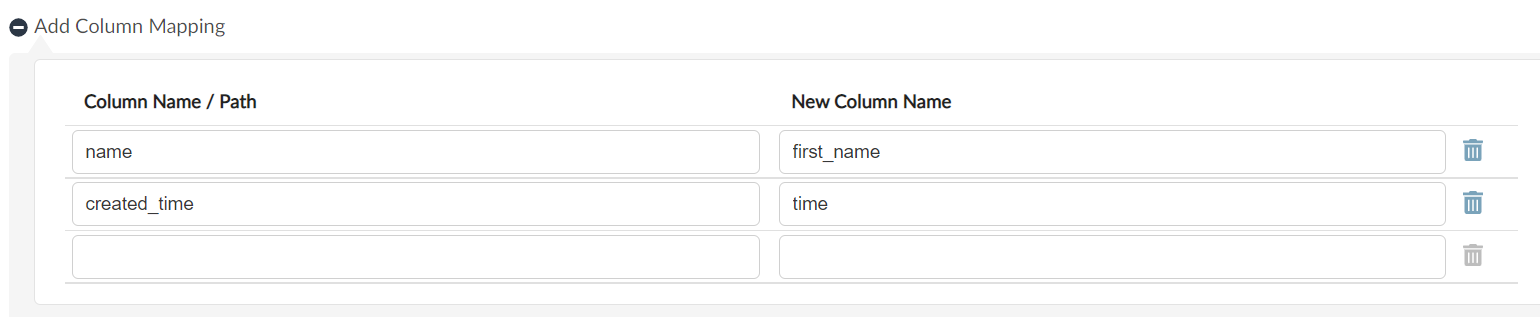 Add Column Mapping
Column Name / Path New Column Name
name first_name
created_time time